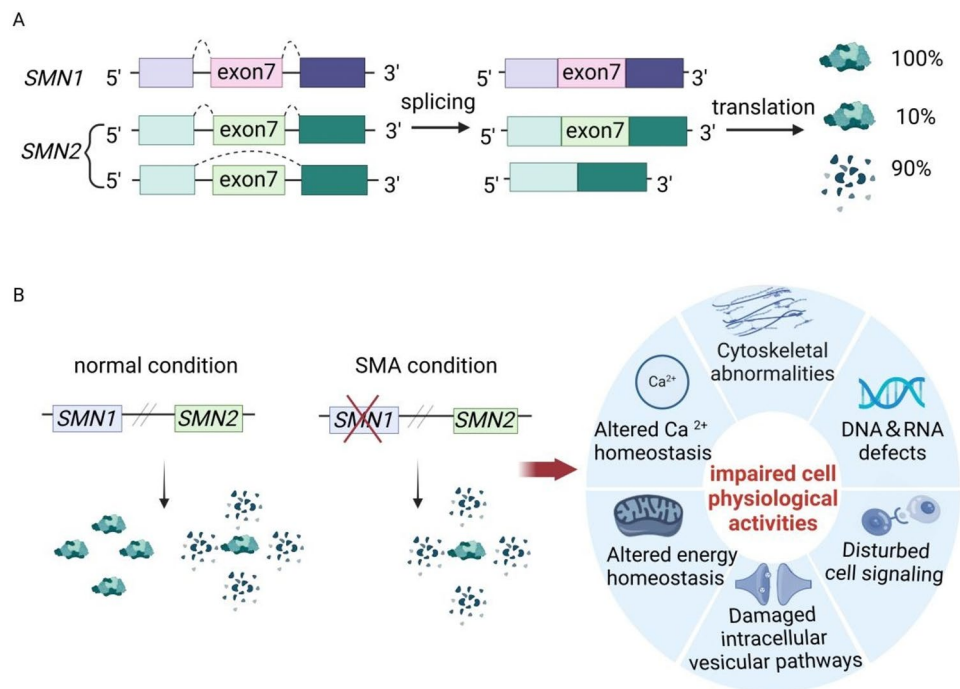 A
SMN1 5' exon7 3'
SMN2 5' exon7 3'
5' exon7 3'
splicing
5' exon7 3'
5' exon7 3'
5' 3'
translation
100%
10%
90%
B
normal condition
SMN1 SMN2
SMA condition
SMN1 SMN2
Cytoskeletal
abnormalities
DNA & RNA
defects
Disturbed
cell signaling
Damaged
intracellular
vesicular pathways
Altered energy
homeostasis
Ca²⁺
Altered Ca ²⁺
homeostasis
impaired cell
physiological
activities